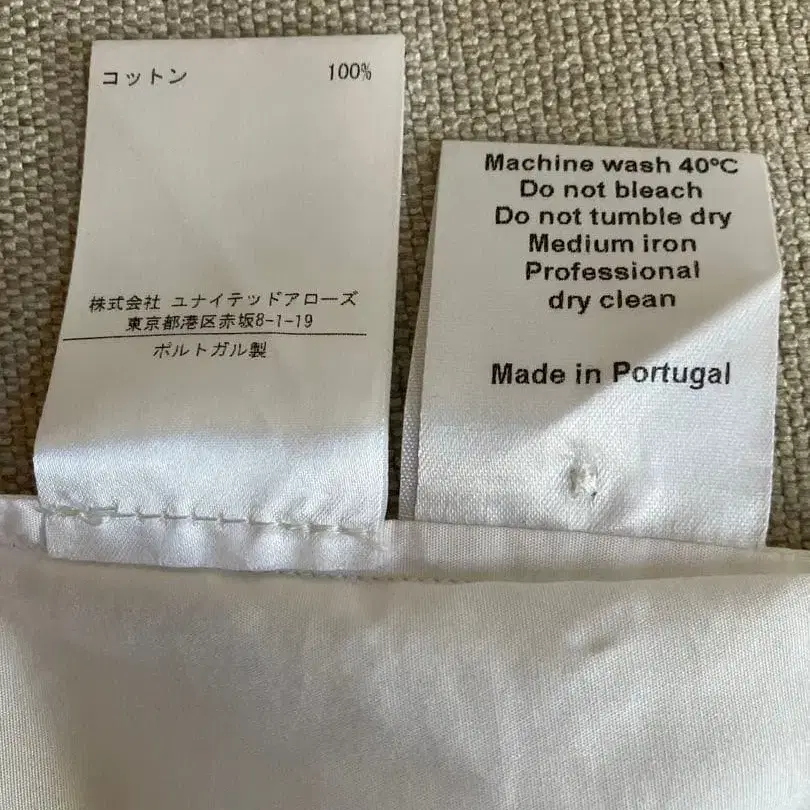 コットン 100%
株式会社 ユナイテッドアローズ
東京都港区赤坂8-1-19
ポルトガル製
Machine wash 40°C
Do not bleach
Do not tumble dry
Medium iron
Professional
dry clean
Made in Portugal